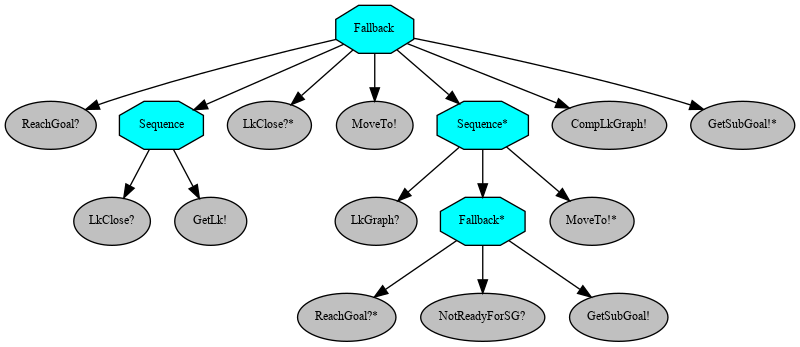 Fallback
ReachGoal?
Sequence
LkClose?*
MoveTo!
Sequence*
CompLkGraph!
GetSubGoal!*
LkClose?
GetLk!
LkGraph?
Fallback*
MoveTo!*
ReachGoal?*
NotReadyForSG?
GetSubGoal!